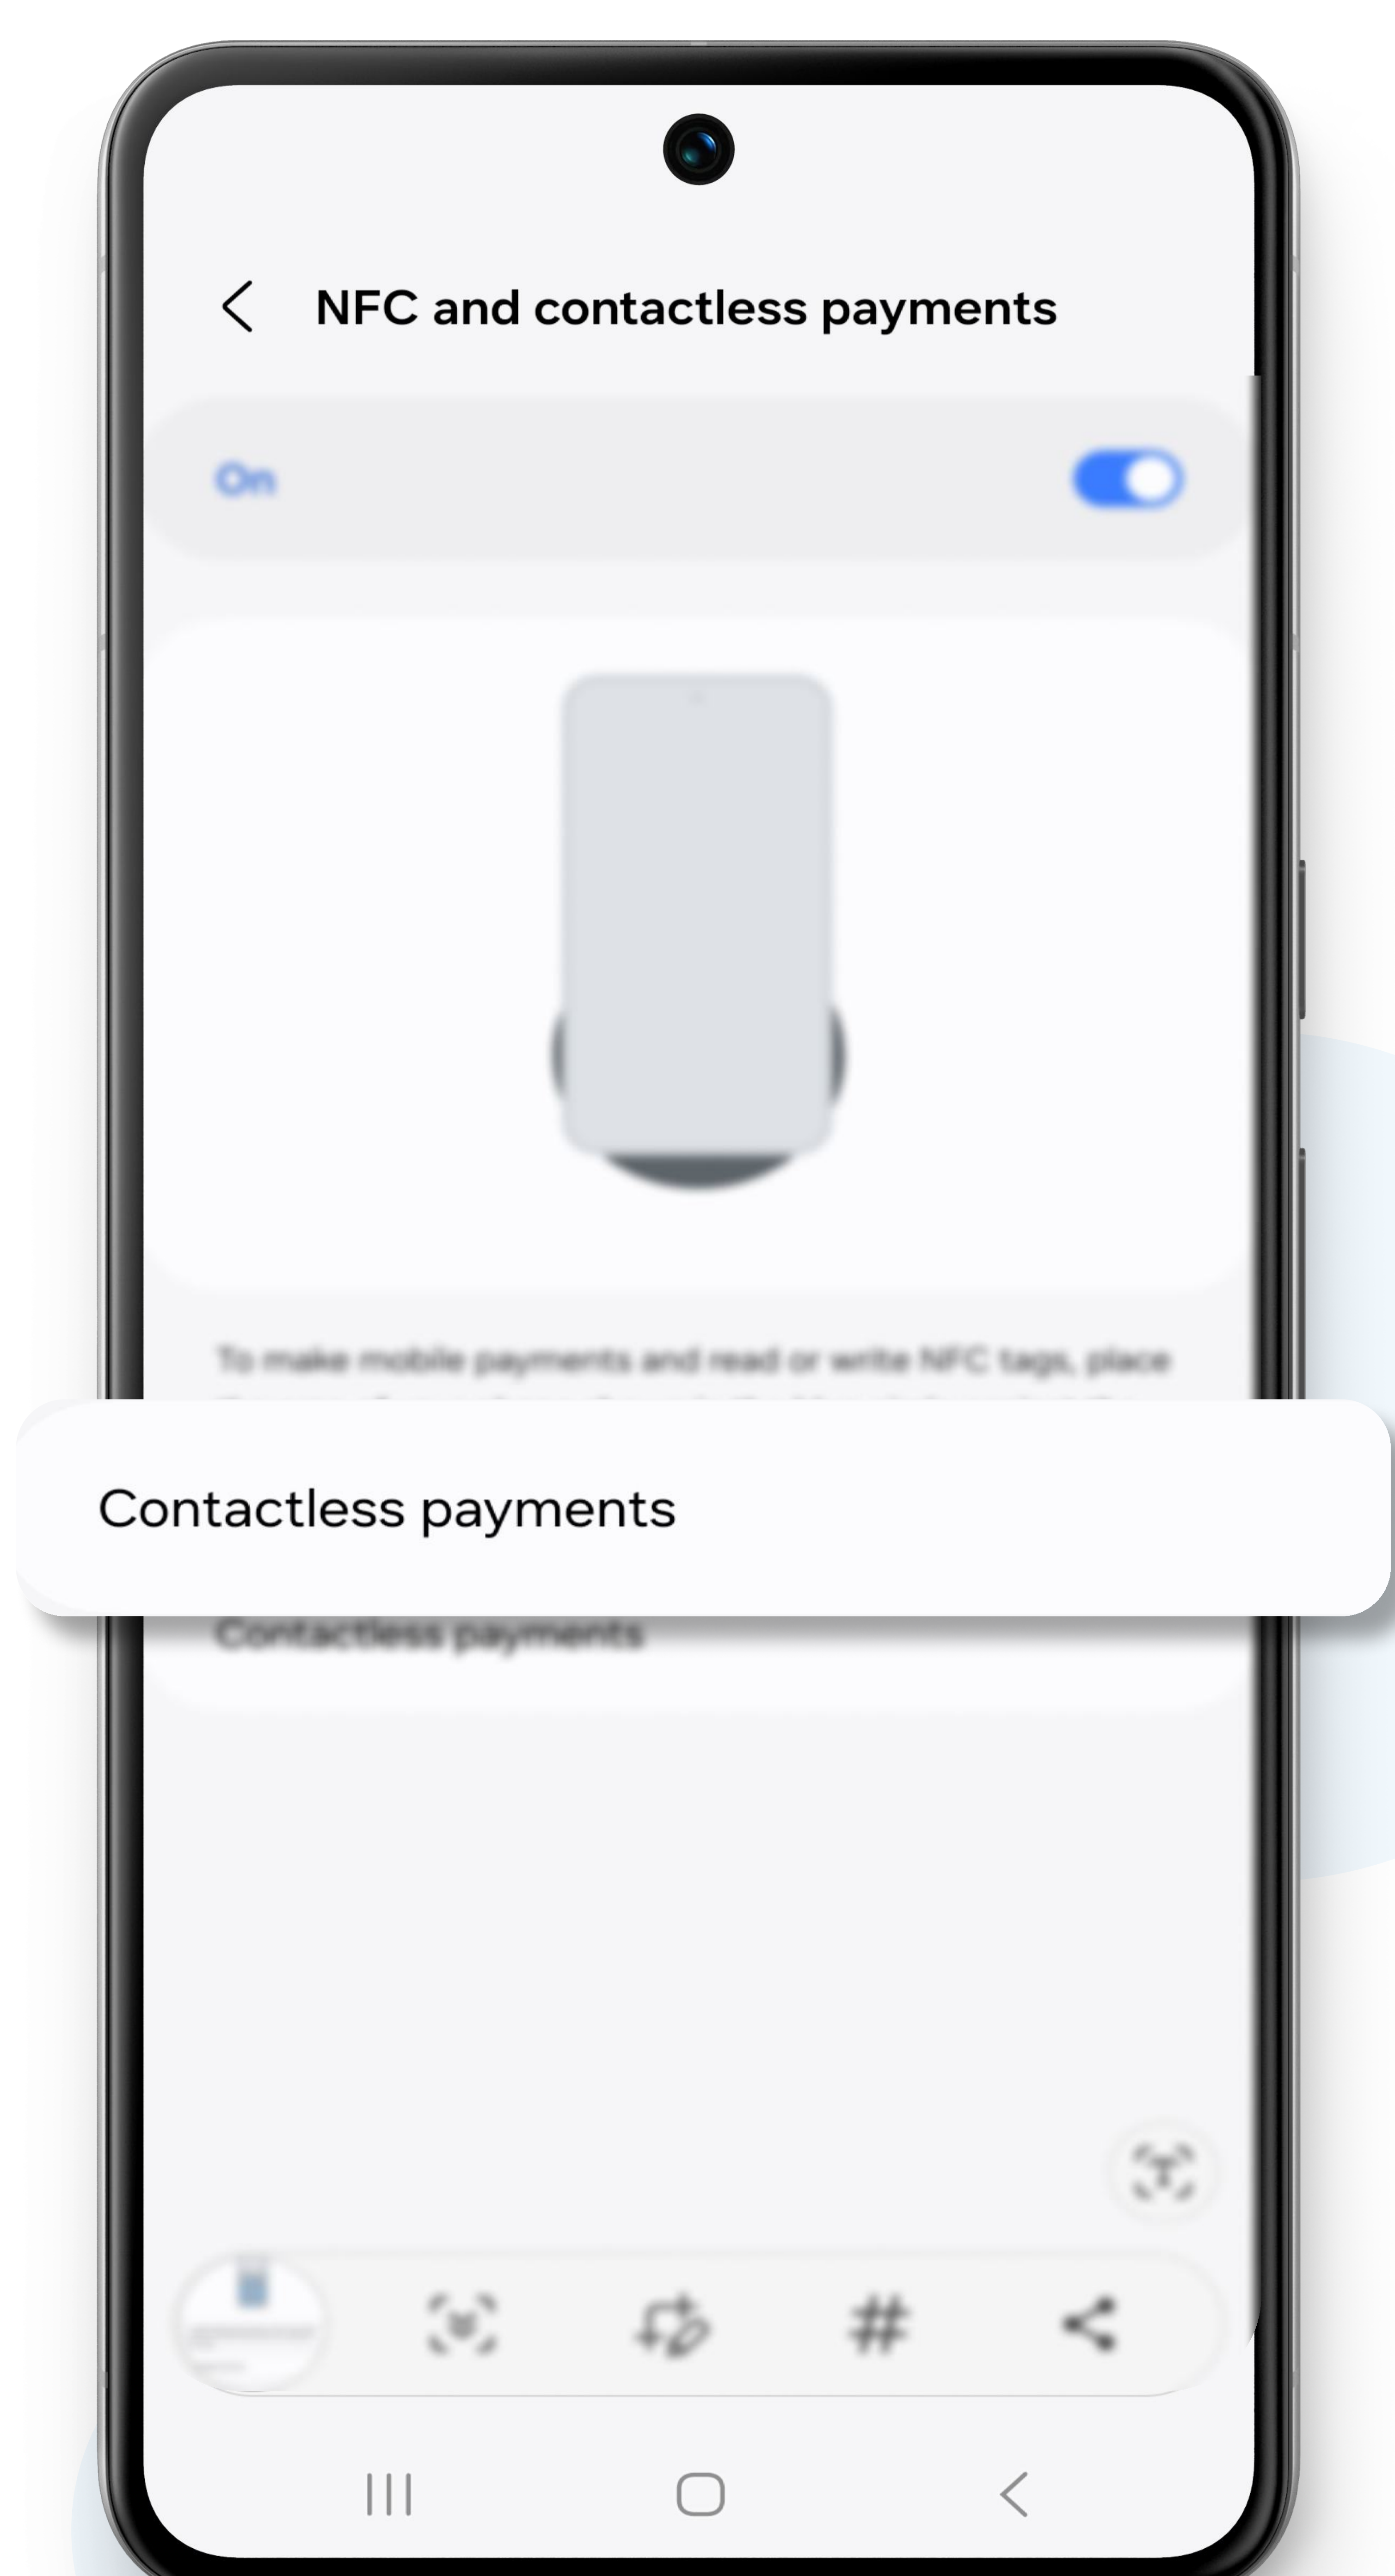 NFC and contactless payments
On
To make mobile payments and read or write NFC tags, place
Contactless payments
Contactless payments